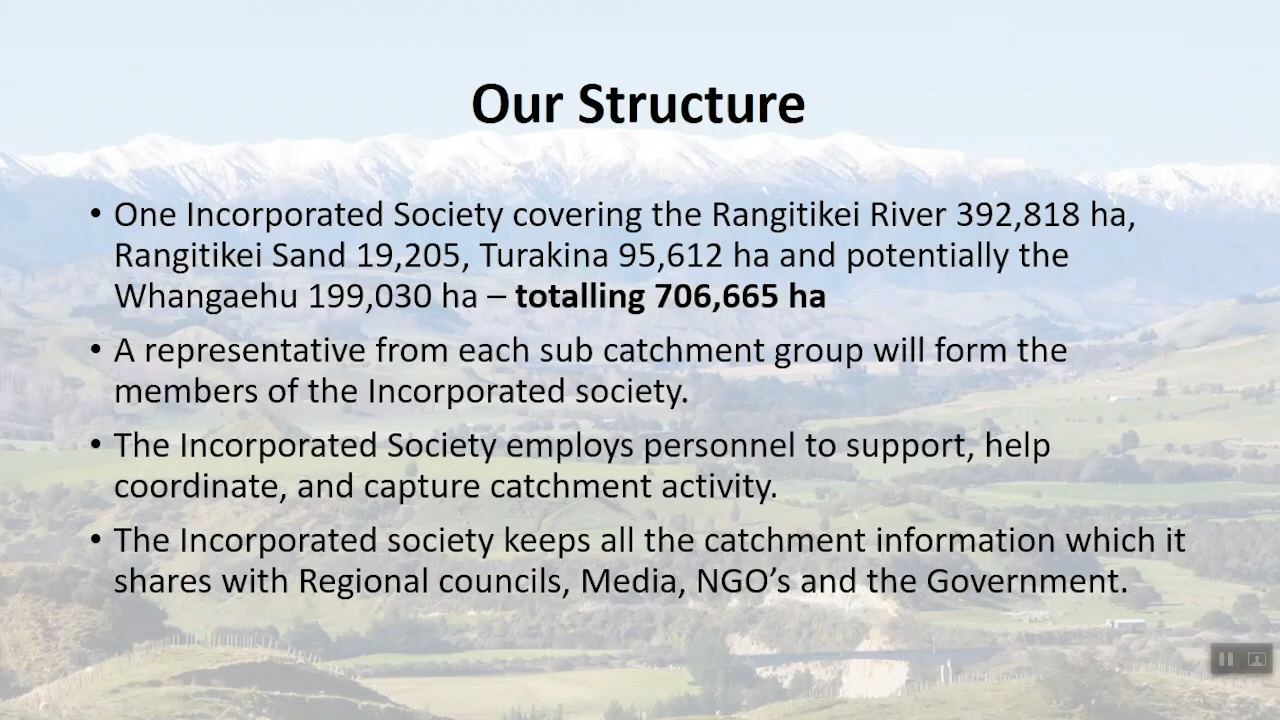 Our Structure
• One Incorporated Society covering the Rangitikei River 392,818 ha,
Rangitikei Sand 19,205, Turakina 95,612 ha and potentially the
Whangaehu 199,030 ha – totalling 706,665 ha
• A representative from each sub catchment group will form the
members of the Incorporated society.
• The Incorporated Society employs personnel to support, help
coordinate, and capture catchment activity.
• The Incorporated society keeps all the catchment information which it
shares with Regional councils, Media, NGO’s and the Government.